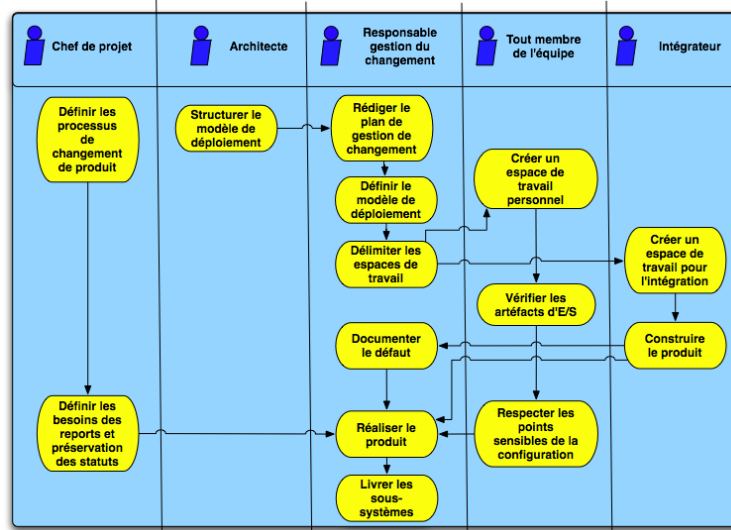 Chef de projet
Architecte
Responsable
gestion du
changement
Tout membre
de l'équipe
Intégrateur
Définir les
processus
de
changement
de produit
Structurer le
modèle de
déploiement
Rédiger le
plan de
gestion de
changement
Créer un
espace de
travail
personnel
Définir le
modèle de
déploiement
Délimiter les
espaces de
travail
Créer un
espace de
travail pour
l'intégration
Vérifier les
artéfacts d'E/S
Documenter
le défaut
Construire
le produit
Définir les
besoins des
reports et
préservation
des statuts
Réaliser le
produit
Respecter les
points
sensibles de la
configuration
Livrer les
sous-
systèmes